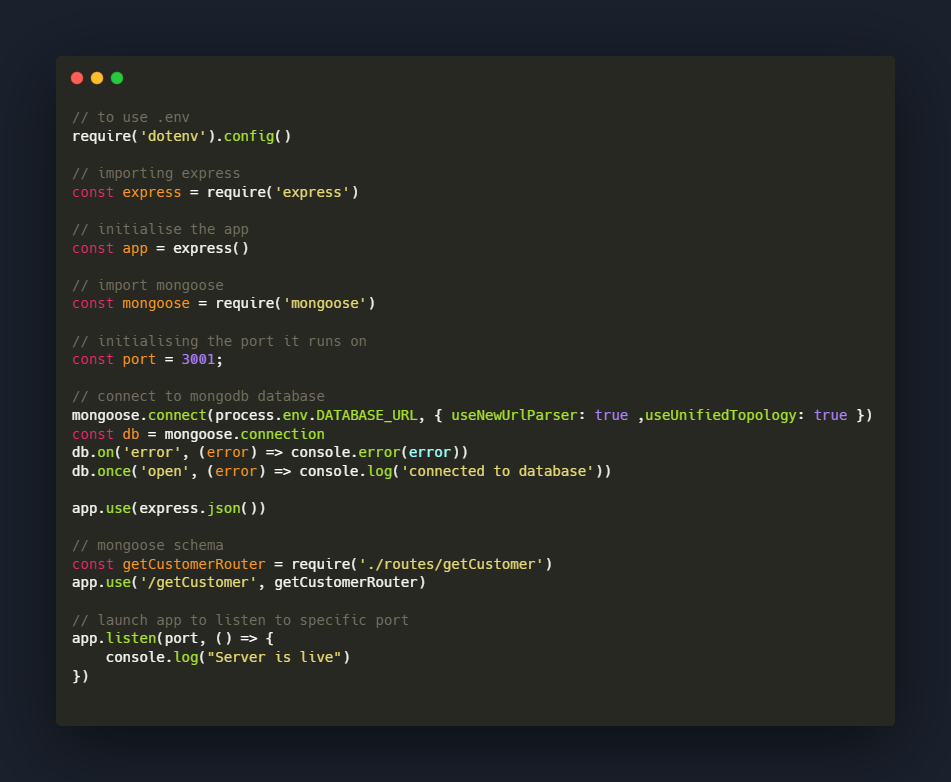 // to use .env
require('dotenv').config()

// importing express
const express = require('express')

// initialise the app
const app = express()

// import mongoose
const mongoose = require('mongoose')

// initialising the port it runs on
const port = 3001;

// connect to mongodb database
mongoose.connect(process.env.DATABASE_URL, { useNewUrlParser: true ,useUnifiedTopology: true })
const db = mongoose.connection
db.on('error', (error) => console.error(error))
db.once('open', (error) => console.log('connected to database'))

app.use(express.json())

// mongoose schema
const getCustomerRouter = require('./routes/getCustomer')
app.use('/getCustomer', getCustomerRouter)

// launch app to listen to specific port
app.listen(port, () => {
    console.log("Server is live")
})